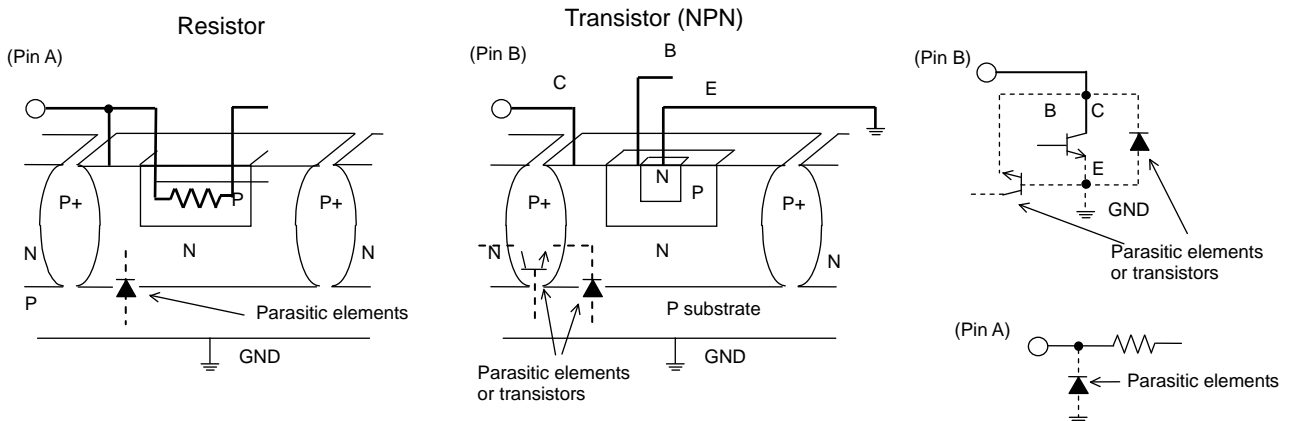 Resistor
(Pin A)
P+
P
P+
N
N
N
P
Parasitic elements
GND
Transistor (NPN)
(Pin B)
B
C
E
P+
N
P
P+
N
N
N
P substrate
GND
Parasitic elements
or transistors
(Pin B)
B
C
E
GND
Parasitic elements
or transistors
(Pin A)
Parasitic elements